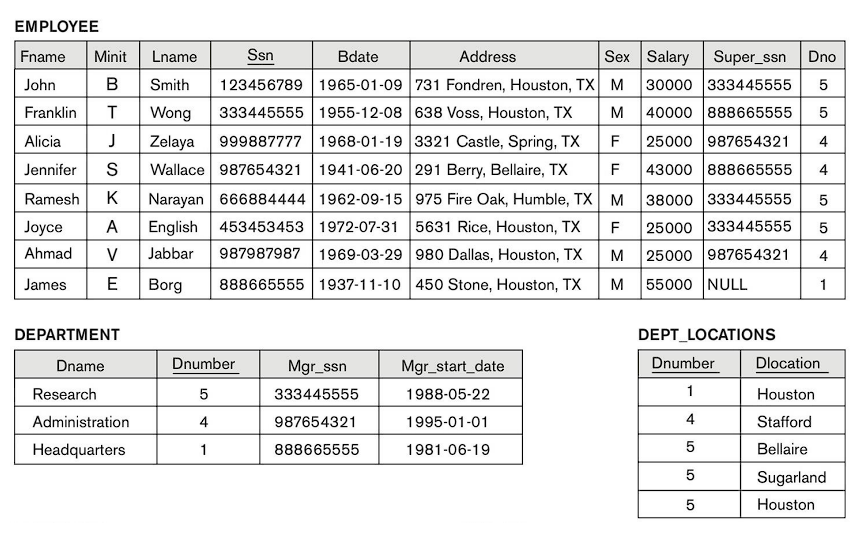 EMPLOYEE
Fname Minit Lname Ssn Bdate Address Sex Salary Super_ssn Dno
John B Smith 123456789 1965-01-09 731 Fondren, Houston, TX M 30000 333445555 5
Franklin T Wong 333445555 1955-12-08 638 Voss, Houston, TX M 40000 888665555 5
Alicia J Zelaya 999887777 1968-01-19 3321 Castle, Spring, TX F 25000 987654321 4
Jennifer S Wallace 987654321 1941-06-20 291 Berry, Bellaire, TX F 43000 888665555 4
Ramesh K Narayan 666884444 1962-09-15 975 Fire Oak, Humble, TX M 38000 333445555 5
Joyce A English 453453453 1972-07-31 5631 Rice, Houston, TX F 25000 333445555 5
Ahmad V Jabbar 987987987 1969-03-29 980 Dallas, Houston, TX M 25000 987654321 4
James E Borg 888665555 1937-11-10 450 Stone, Houston, TX M 55000 NULL 1
DEPARTMENT
Dname Dnumber Mgr_ssn Mgr_start_date
Research 5 333445555 1988-05-22
Administration 4 987654321 1995-01-01
Headquarters 1 888665555 1981-06-19
DEPT_LOCATIONS
Dnumber Dlocation
1 Houston
4 Stafford
5 Bellaire
5 Sugarland
5 Houston